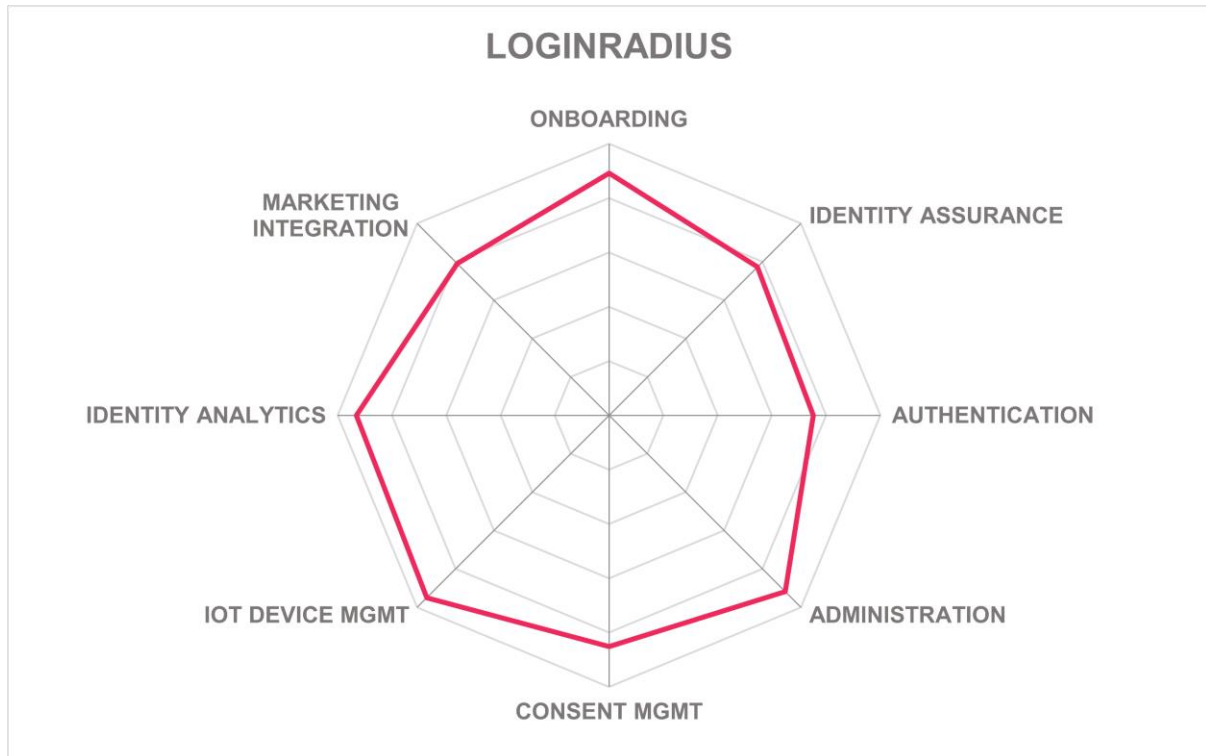 LOGINRADIUS
ONBOARDING
MARKETING
INTEGRATION
IDENTITY ASSURANCE
IDENTITY ANALYTICS
AUTHENTICATION
IOT DEVICE MGMT
ADMINISTRATION
CONSENT MGMT